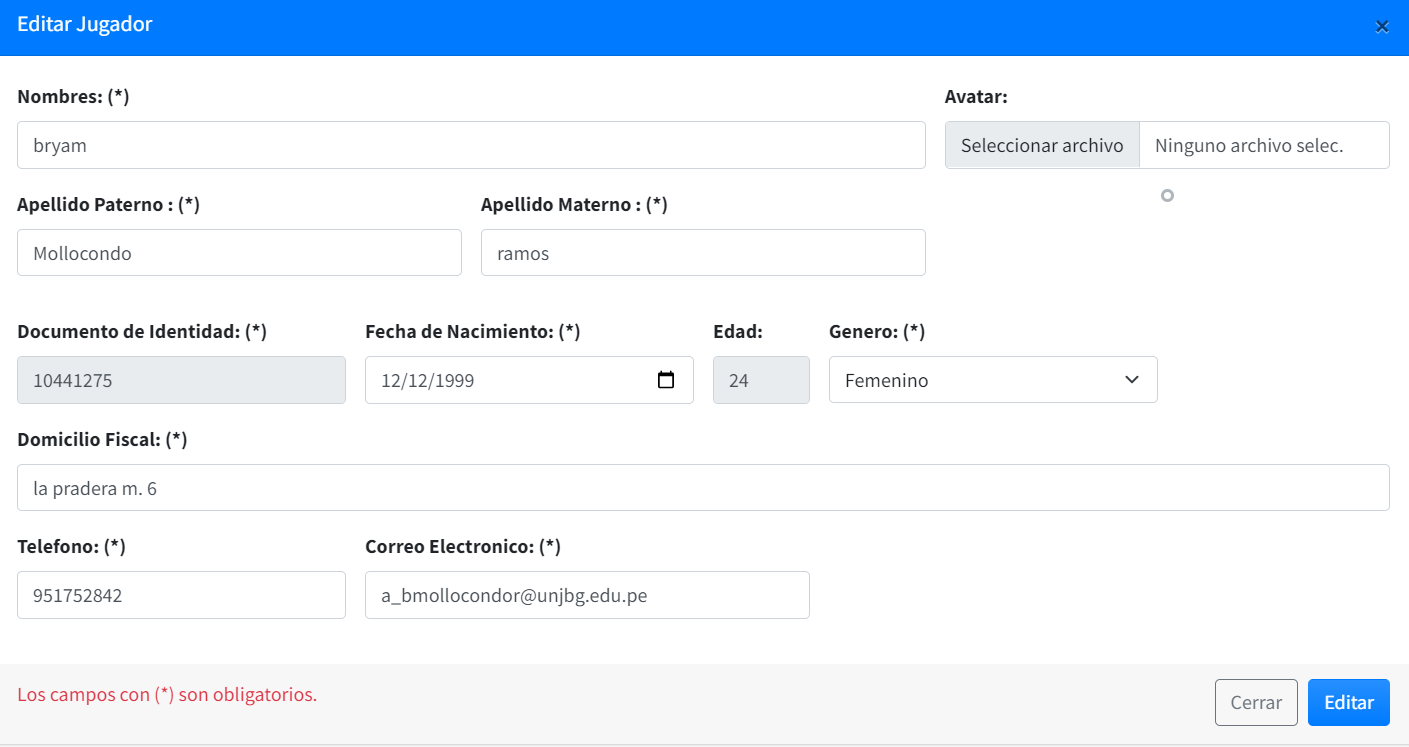 Editar Jugador ×
Nombres: (*) Avatar:
bryam Seleccionar archivo Ninguno archivo selec.
Apellido Paterno : (*) Apellido Materno : (*)
Mollocondo ramos
Documento de Identidad: (*) Fecha de Nacimiento: (*) Edad: Genero: (*)
10441275 12/12/1999 24 Femenino
Domicilio Fiscal: (*)
la pradera m. 6
Telefono: (*) Correo Electronico: (*)
951752842 a_bmollocondor@unjbg.edu.pe
Los campos con (*) son obligatorios. Cerrar Editar